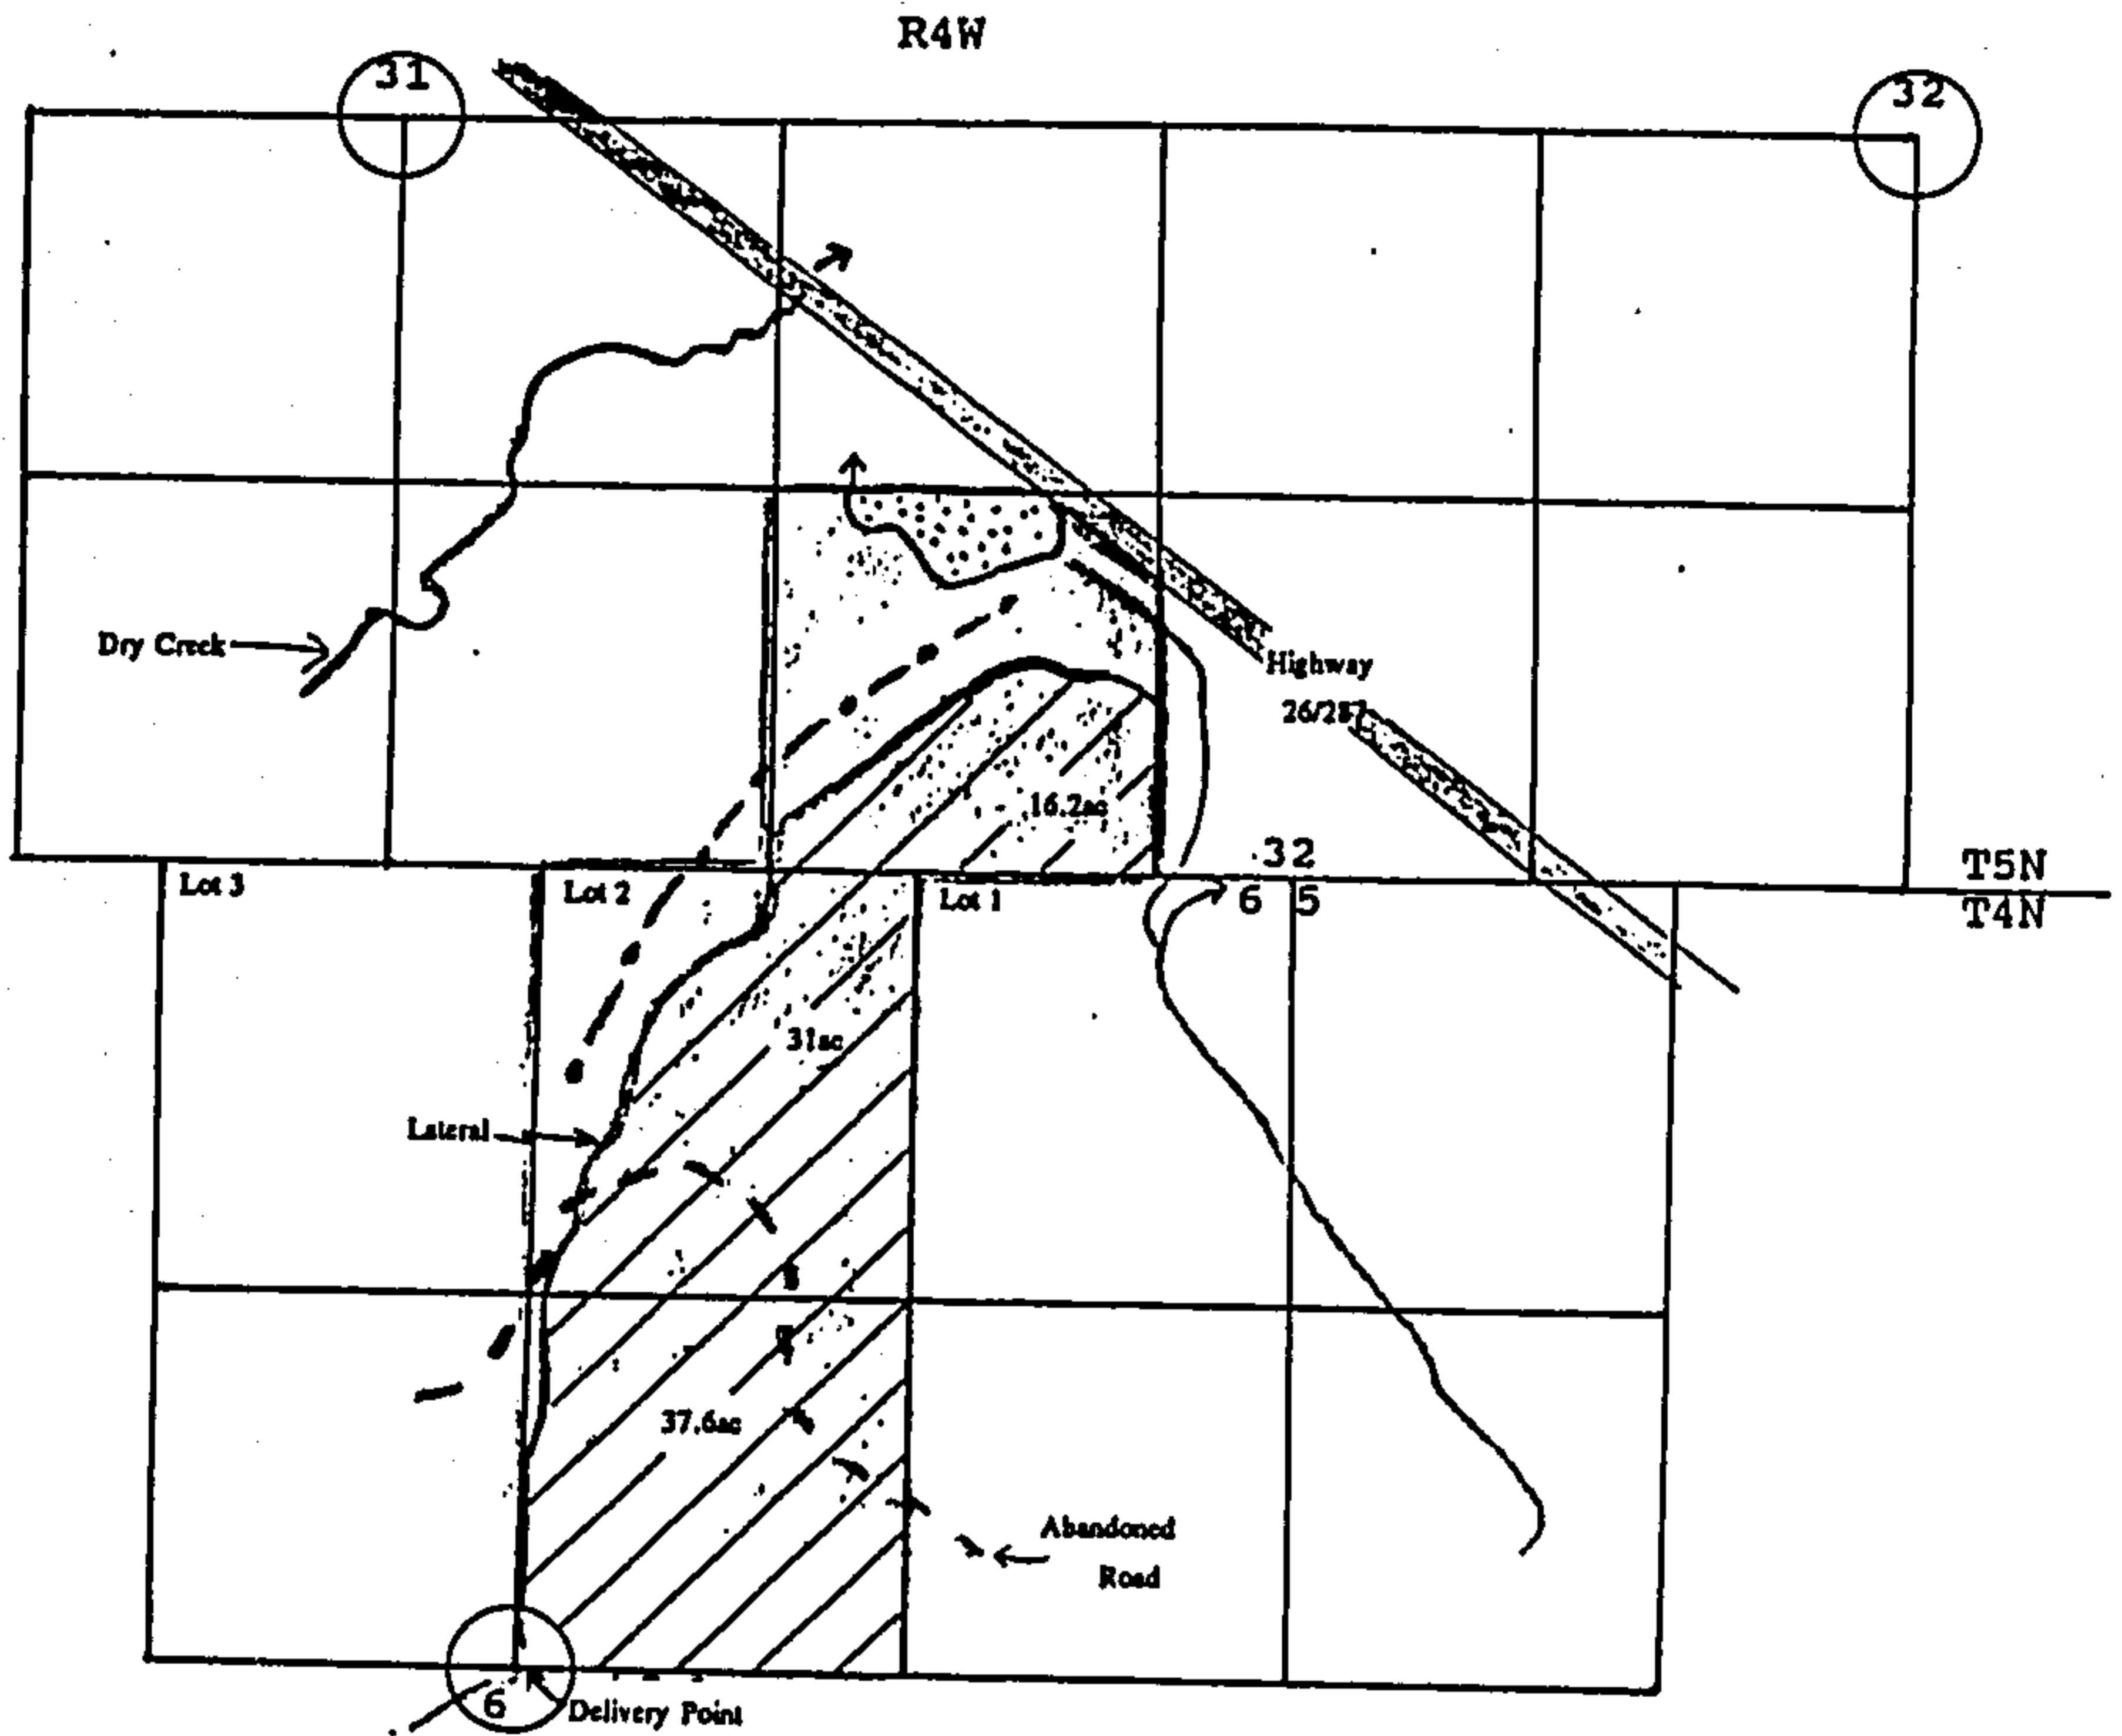 R4W
31
32
Dry Creek
Highway
26/287
16.2ac
32
T5N
Lot 3
Lot 2
Lot 1
6 5
T4N
31ac
Lateral
37.6ac
Abandoned
Road
6
Delivery Point